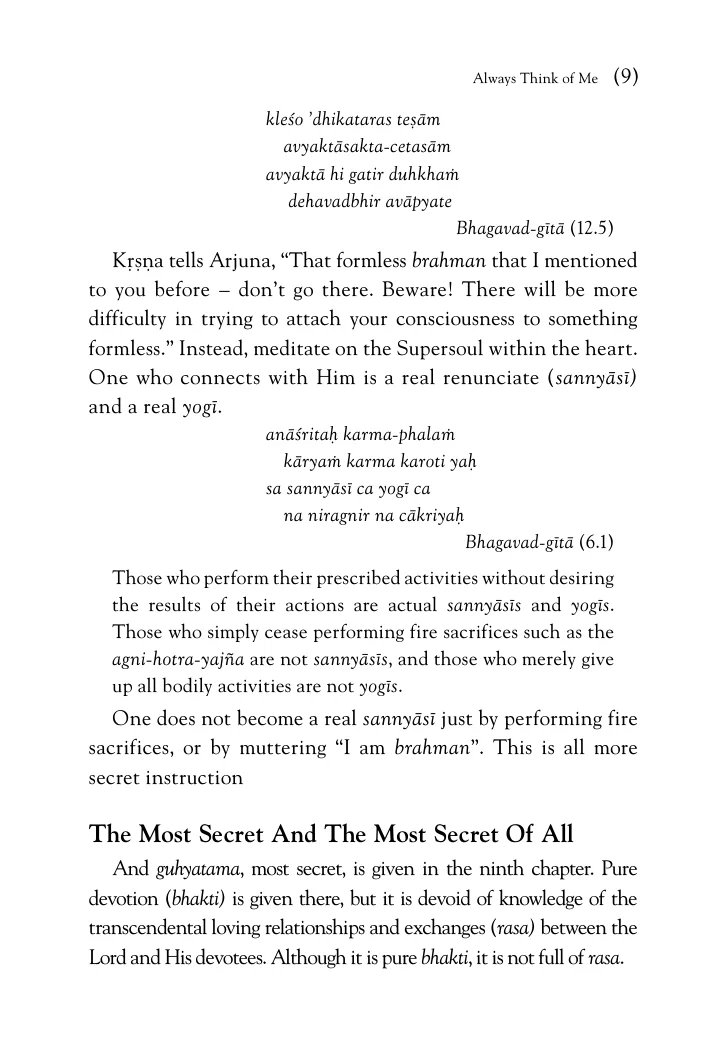 Always Think of Me (9)
kleśo ’dhikataras teṣām
avyaktāsakta-cetasām
avyaktā hi gatir duhkhaṁ
dehavadbhir avāpyate
Bhagavad-gītā (12.5)
Kṛṣṇa tells Arjuna, “That formless brahman that I mentioned
to you before – don’t go there. Beware! There will be more
difficulty in trying to attach your consciousness to something
formless.” Instead, meditate on the Supersoul within the heart.
One who connects with Him is a real renunciate (sannyāsī)
and a real yogī.
anāśritaḥ karma-phalaṁ
kāryaṁ karma karoti yaḥ
sa sannyāsī ca yogī ca
na niragnir na cākriyaḥ
Bhagavad-gītā (6.1)
Those who perform their prescribed activities without desiring
the results of their actions are actual sannyāsīs and yogīs.
Those who simply cease performing fire sacrifices such as the
agni-hotra-yajña are not sannyāsīs, and those who merely give
up all bodily activities are not yogīs.
One does not become a real sannyāsī just by performing fire
sacrifices, or by muttering “I am brahman”. This is all more
secret instruction
The Most Secret And The Most Secret Of All
And guhyatama, most secret, is given in the ninth chapter. Pure
devotion (bhakti) is given there, but it is devoid of knowledge of the
transcendental loving relationships and exchanges (rasa) between the
Lord and His devotees. Although it is pure bhakti, it is not full of rasa.